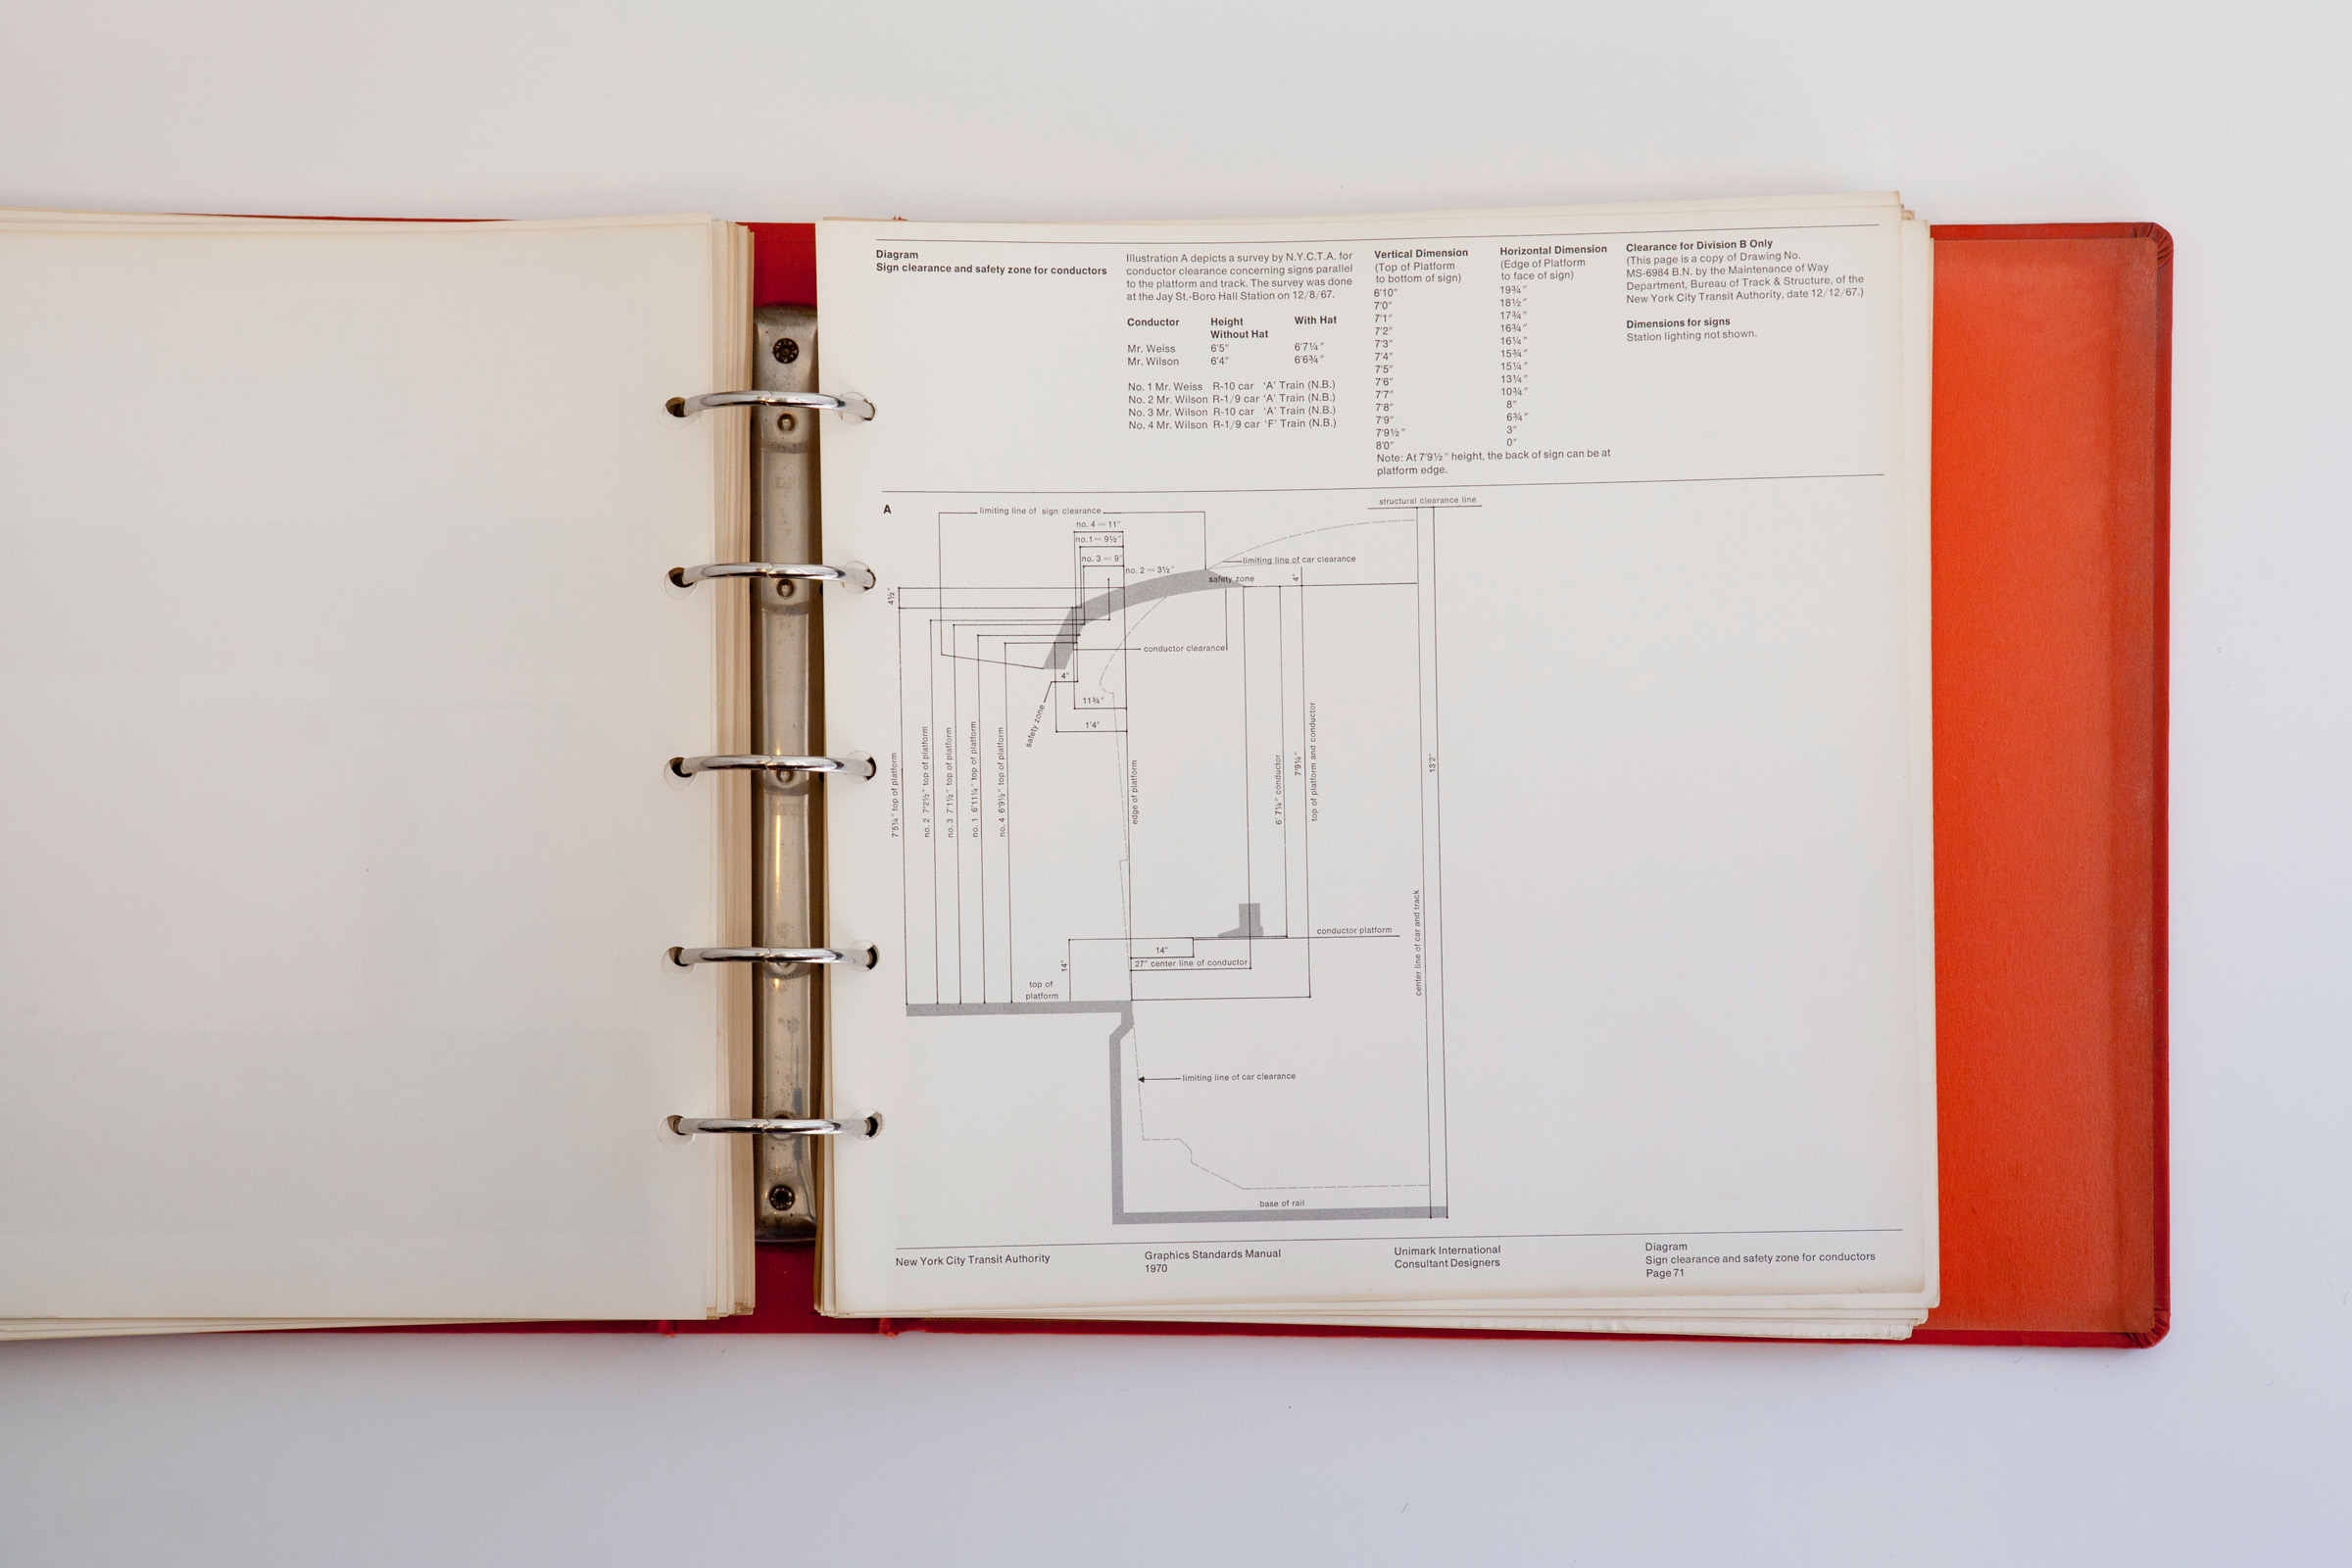 Diagram
Sign clearance and safety zone for conductors
Illustration A depicts a survey by N.Y.C.T.A. for
conductor clearance concerning signs parallel
to the platform and track. The survey was done
at the Jay St.-Boro Hall Station on 12/8/67.
Conductor Height With Hat
Without Hat
Mr. Weiss 6'5" 6'7¼"
Mr. Wilson 6'4" 6'6¾"
No. 1 Mr. Weiss R-10 car 'A' Train (N.B.)
No. 2 Mr. Wilson R-1/9 car 'A' Train (N.B.)
No. 3 Mr. Wilson R-10 car 'A' Train (N.B.)
No. 4 Mr. Wilson R-1/9 car 'F' Train (N.B.)
Vertical Dimension Horizontal Dimension
(Top of Platform (Edge of Platform
to bottom of sign) to face of sign)
6'10" 19¾"
7'0" 18½"
7'1" 17¾"
7'2" 16¾"
7'3" 16¼"
7'4" 15¾"
7'5" 15¼"
7'6" 13¼"
7'7" 10¾"
7'8" 8"
7'9" 6¾"
7'9½" 3"
8'0" 0"
Note: At 7'9½" height, the back of sign can be at
platform edge.
Clearance for Division B Only
(This page is a copy of Drawing No.
MS-6984 B.N. by the Maintenance of Way
Department, Bureau of Track & Structure, of the
New York City Transit Authority, date 12/12/67.)
Dimensions for signs
Station lighting not shown.
A
structural clearance line
limiting line of sign clearance
no. 4 = 11"
no. 1 = 9½"
no. 3 = 9"
no. 2 = 3½"
limiting line of car clearance
safety zone
4"
4½"
conductor clearance
4"
11¾"
1'4"
safety zone
7'5¼" top of platform
no. 2 7'2½" top of platform
no. 3 7'1½" top of platform
no. 1 6'11¼" top of platform
no. 4 6'9½" top of platform
edge of platform
6'7¼" conductor
7'9¼"
top of platform and conductor
13'2"
center line of car and track
conductor platform
14"
27" center line of conductor
14"
top of
platform
limiting line of car clearance
base of rail
New York City Transit Authority
Graphics Standards Manual
1970
Unimark International
Consultant Designers
Diagram
Sign clearance and safety zone for conductors
Page 71